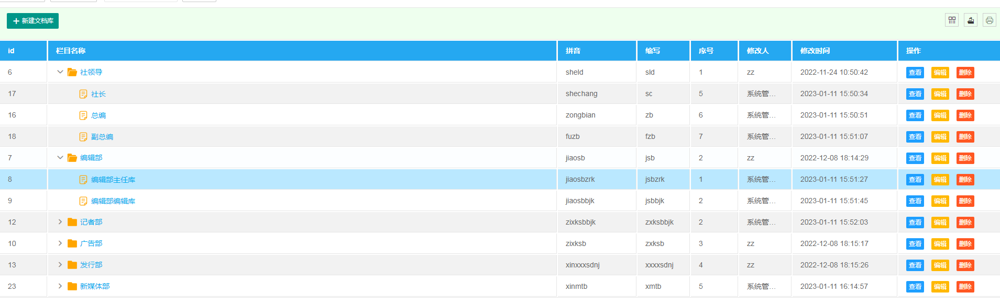 新建文档库
id 栏目名称 拼音 缩写 序号 修改人 修改时间 操作
6 社领导 sheld sld 1 zz 2022-11-24 10:50:42 查看 编辑 删除
17 社长 shechang sc 5 系统管... 2023-01-11 15:50:34 查看 编辑 删除
16 总编 zongbian zb 6 系统管... 2023-01-11 15:50:51 查看 编辑 删除
18 副总编 fuzb fzb 7 系统管... 2023-01-11 15:51:07 查看 编辑 删除
7 编辑部 jiaosb jsb 2 zz 2022-12-08 18:14:29 查看 编辑 删除
8 编辑部主任库 jiaosbzrk jsbzrk 1 系统管... 2023-01-11 15:51:27 查看 编辑 删除
9 编辑部编辑库 jiaosbbjk jsbbjk 2 系统管... 2023-01-11 15:51:45 查看 编辑 删除
12 记者部 zixksbbjk zxksbbjk 2 系统管... 2023-01-11 15:52:03 查看 编辑 删除
10 广告部 zixksb zxksb 3 zz 2022-12-08 18:15:17 查看 编辑 删除
13 发行部 xinxxxsdnj xxxxsdnj 4 zz 2022-12-08 18:15:26 查看 编辑 删除
23 新媒体部 xinmtb xmtb 5 系统管... 2023-01-11 16:14:57 查看 编辑 删除